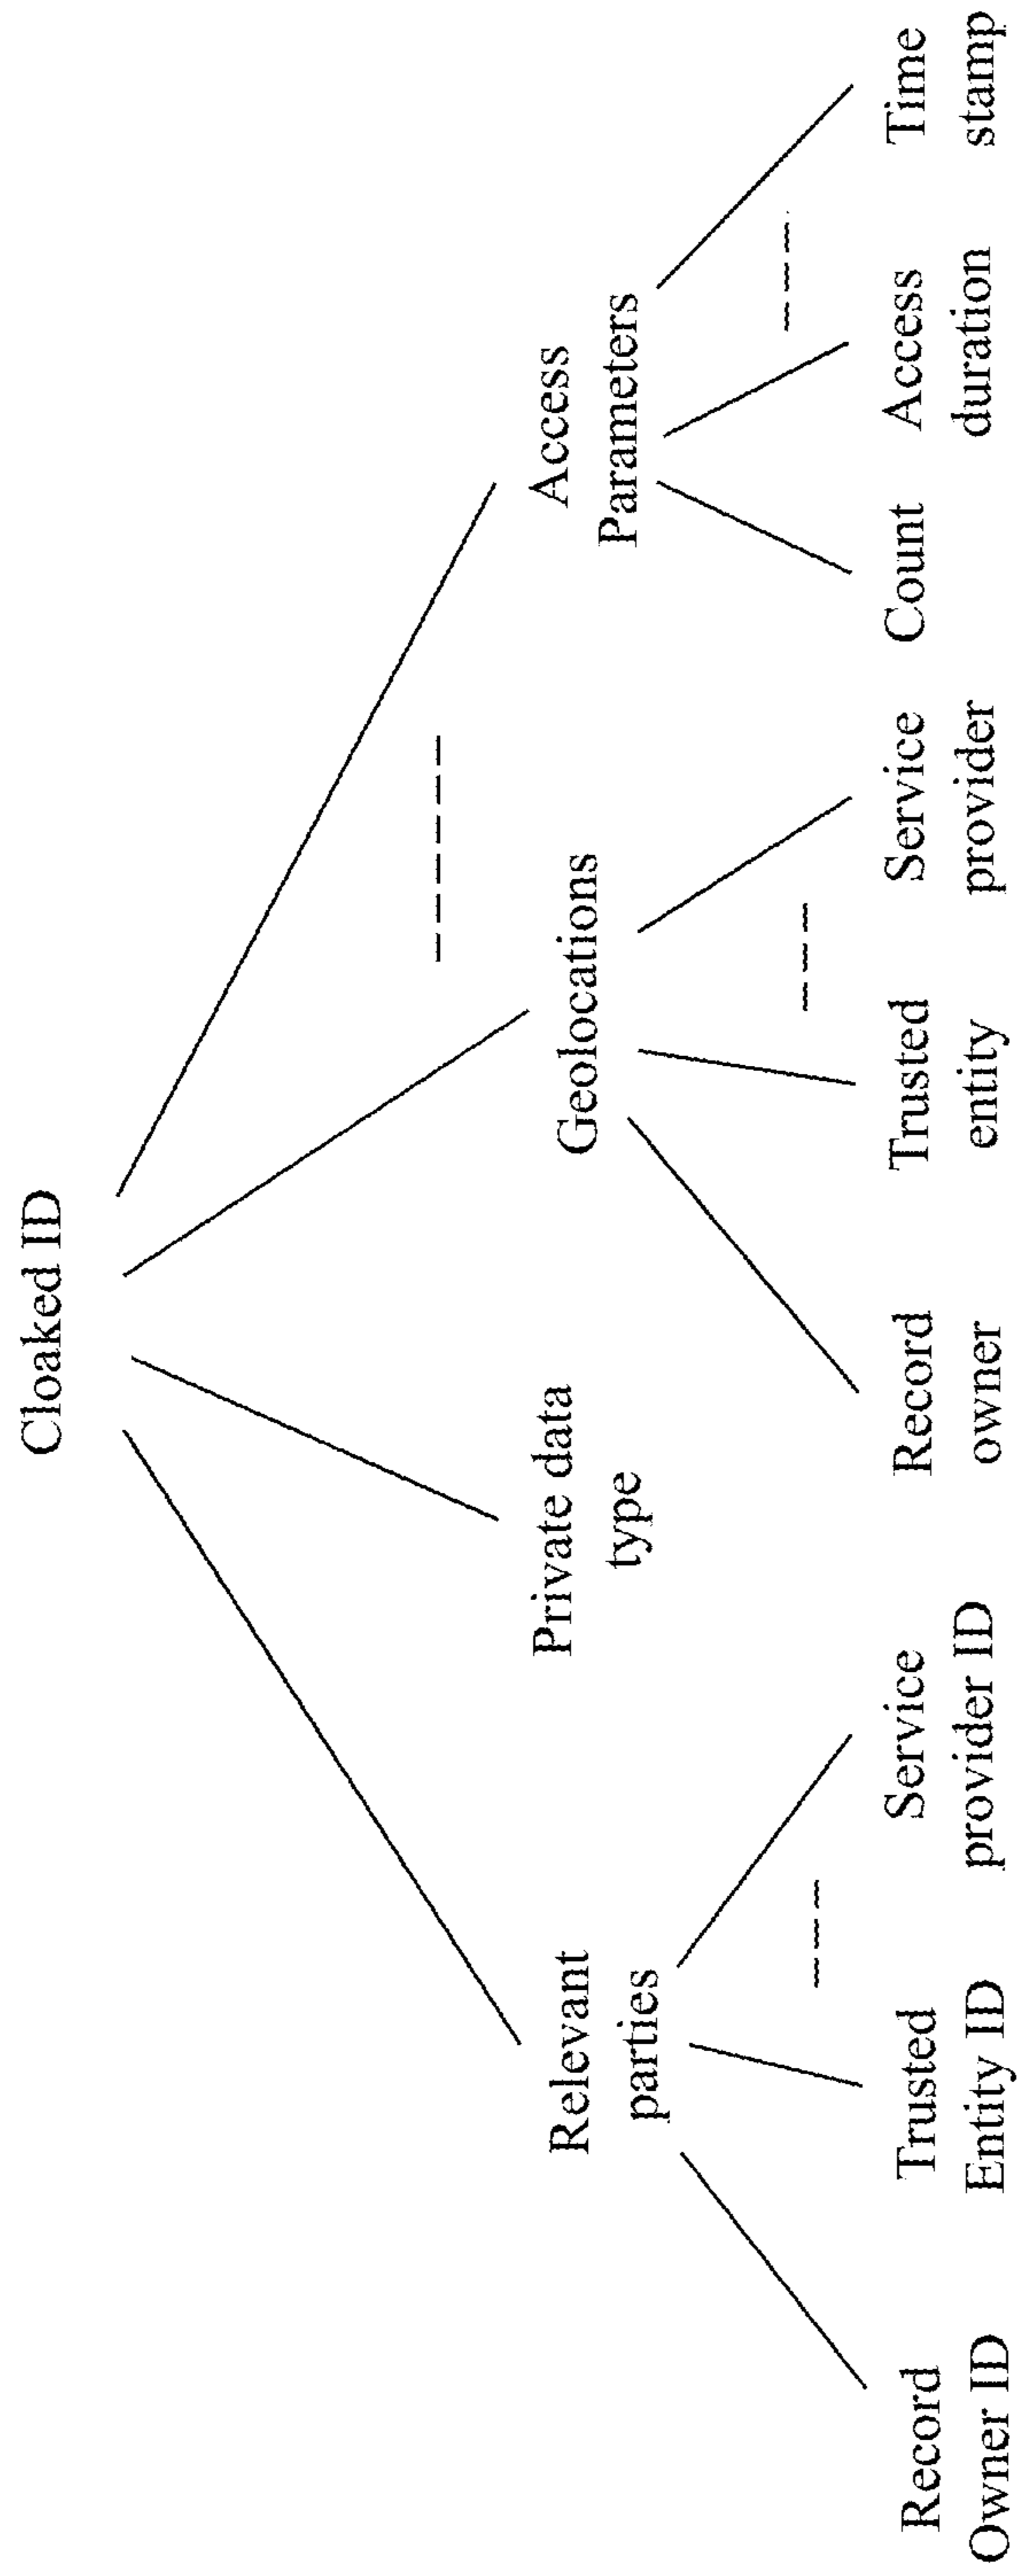 Cloaked ID
Relevant
parties
Private data
type
Geolocations
Access
Parameters
Record
Owner ID
Trusted
Entity ID
Service
provider ID
Record
owner
Trusted
entity
Service
provider
Count
Access
duration
Time
stamp